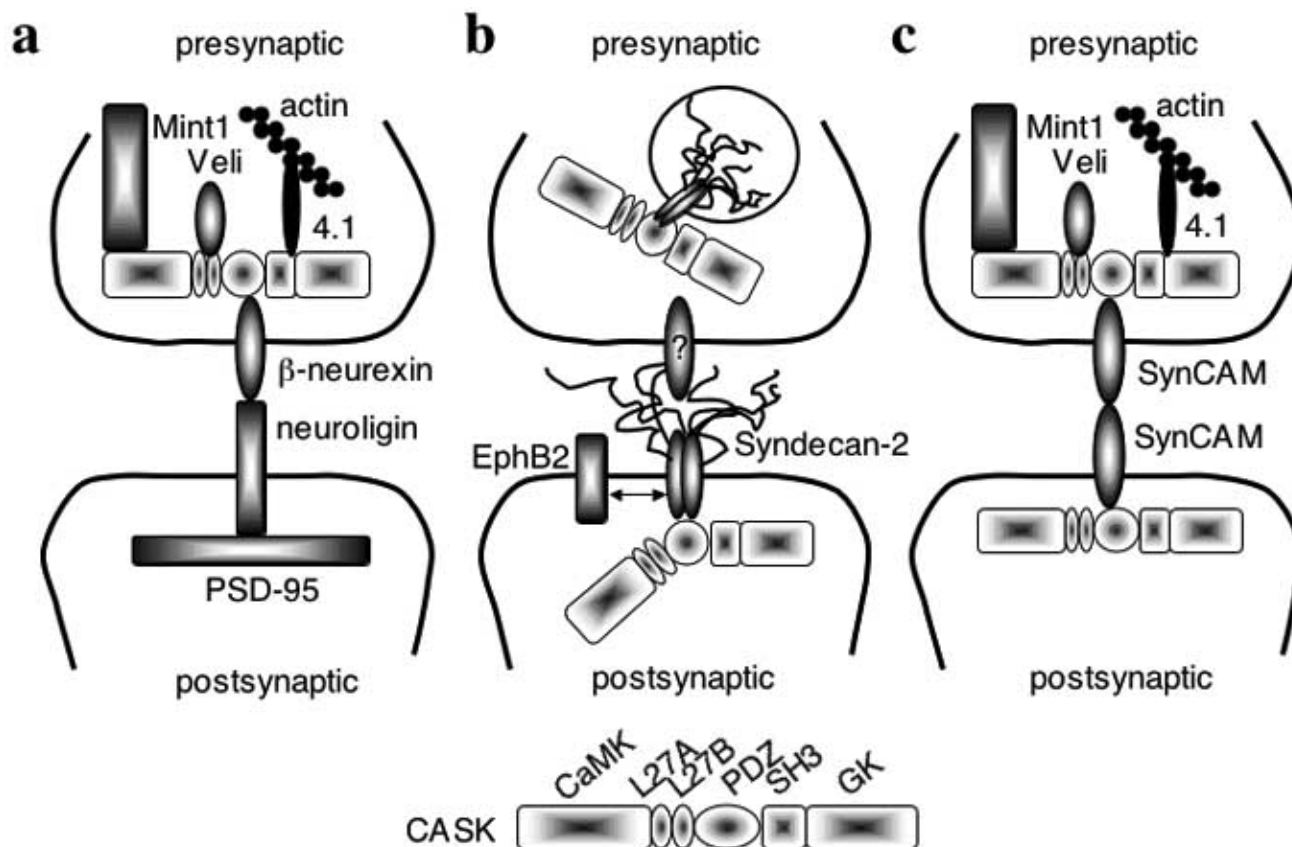 a
presynaptic
Mint1
actin
Veli
4.1
β-neurexin
neuroligin
PSD-95
postsynaptic
b
presynaptic
?
EphB2
Syndecan-2
postsynaptic
c
presynaptic
Mint1
actin
Veli
4.1
SynCAM
SynCAM
postsynaptic
CaMK
L27A
L27B
PDZ
SH3
GK
CASK